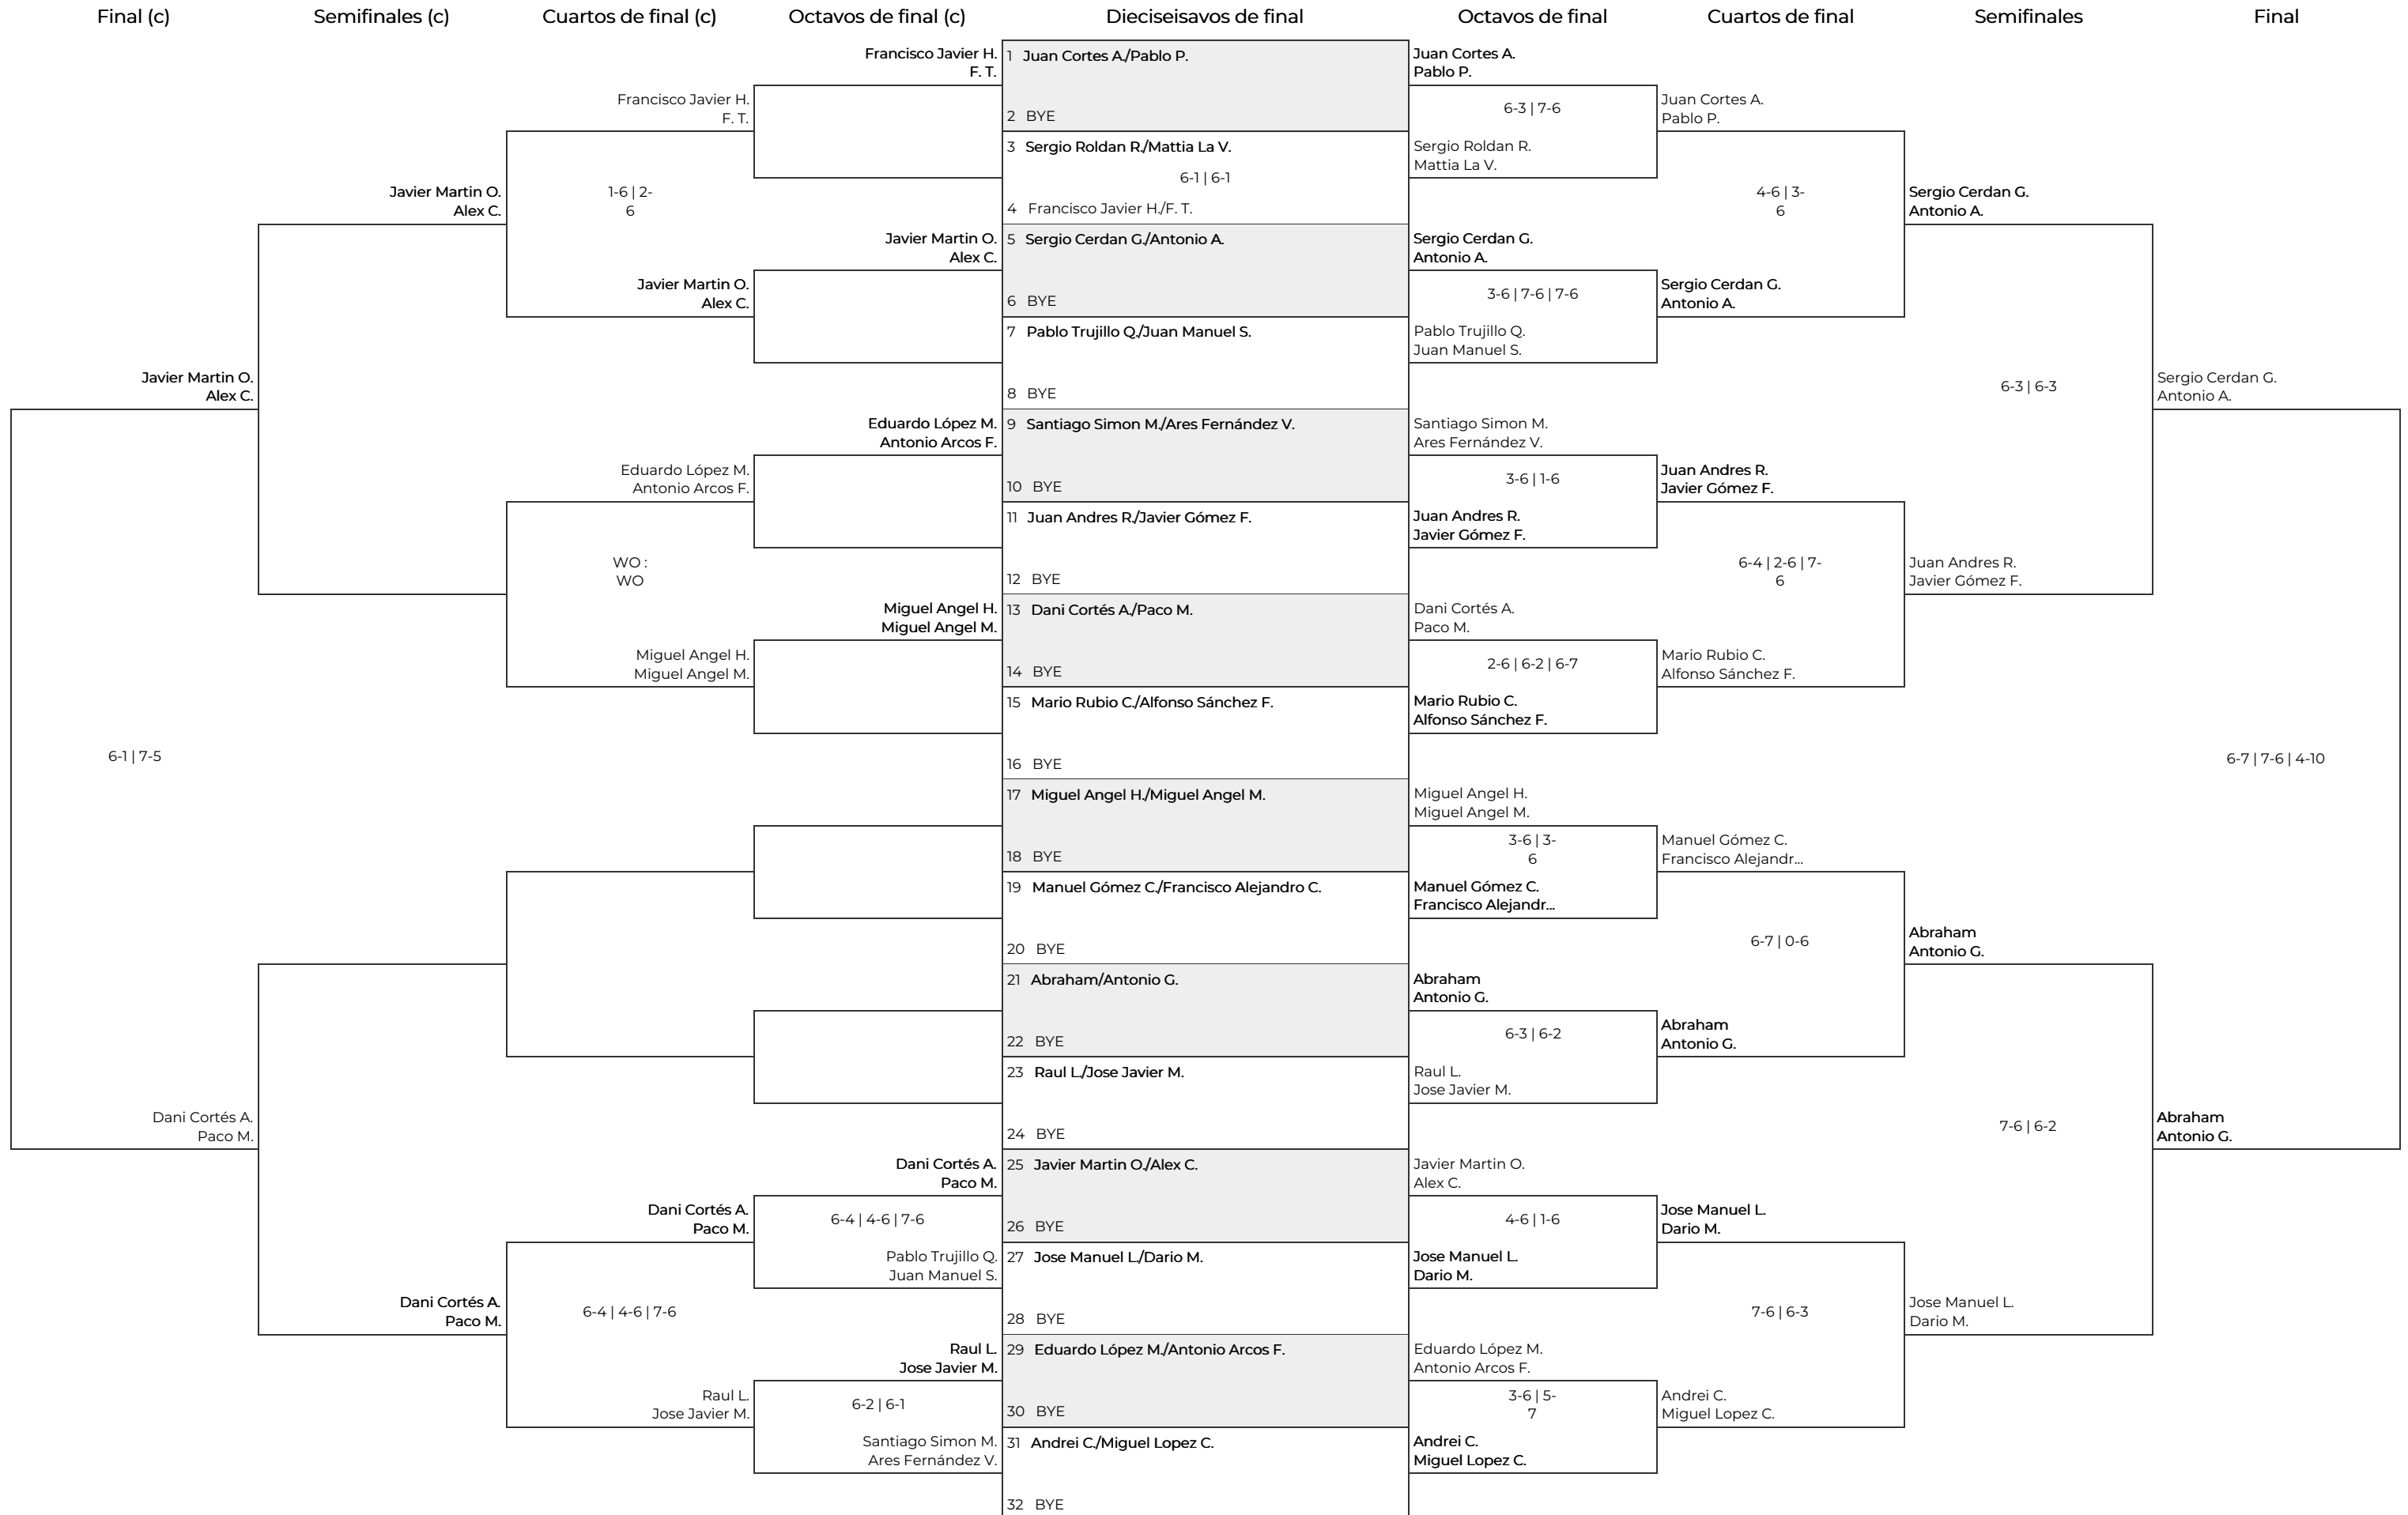 Final (c)
Semifinales (c)
Cuartos de final (c)
Octavos de final (c)
Dieciseisavos de final
Octavos de final
Cuartos de final
Semifinales
Final
Javier Martin O.
Alex C.
6-1 | 7-5
Dani Cortés A.
Paco M.
Javier Martin O.
Alex C.
Dani Cortés A.
Paco M.
Francisco Javier H.
F. T.
1-6 | 2-
6
Javier Martin O.
Alex C.
Eduardo López M.
Antonio Arcos F.
WO :
WO
Miguel Angel H.
Miguel Angel M.
Dani Cortés A.
Paco M.
6-4 | 4-6 | 7-6
Raul L.
Jose Javier M.
Francisco Javier H.
F. T.
Javier Martin O.
Alex C.
Eduardo López M.
Antonio Arcos F.
Miguel Angel H.
Miguel Angel M.
Dani Cortés A.
Paco M.
6-4 | 4-6 | 7-6
Pablo Trujillo Q.
Juan Manuel S.
Raul L.
Jose Javier M.
6-2 | 6-1
Santiago Simon M.
Ares Fernández V.
1 Juan Cortes A./Pablo P.
2 BYE
3 Sergio Roldan R./Mattia La V.
6-1 | 6-1
4 Francisco Javier H./F. T.
5 Sergio Cerdan G./Antonio A.
6 BYE
7 Pablo Trujillo Q./Juan Manuel S.
8 BYE
9 Santiago Simon M./Ares Fernández V.
10 BYE
11 Juan Andres R./Javier Gómez F.
12 BYE
13 Dani Cortés A./Paco M.
14 BYE
15 Mario Rubio C./Alfonso Sánchez F.
16 BYE
17 Miguel Angel H./Miguel Angel M.
18 BYE
19 Manuel Gómez C./Francisco Alejandro C.
20 BYE
21 Abraham/Antonio G.
22 BYE
23 Raul L./Jose Javier M.
24 BYE
25 Javier Martin O./Alex C.
26 BYE
27 Jose Manuel L./Dario M.
28 BYE
29 Eduardo López M./Antonio Arcos F.
30 BYE
31 Andrei C./Miguel Lopez C.
32 BYE
Juan Cortes A.
Pablo P.
6-3 | 7-6
Sergio Roldan R.
Mattia La V.
Sergio Cerdan G.
Antonio A.
3-6 | 7-6 | 7-6
Pablo Trujillo Q.
Juan Manuel S.
Santiago Simon M.
Ares Fernández V.
3-6 | 1-6
Juan Andres R.
Javier Gómez F.
Dani Cortés A.
Paco M.
2-6 | 6-2 | 6-7
Mario Rubio C.
Alfonso Sánchez F.
Miguel Angel H.
Miguel Angel M.
3-6 | 3-
6
Manuel Gómez C.
Francisco Alejandr...
Abraham
Antonio G.
6-3 | 6-2
Raul L.
Jose Javier M.
Javier Martin O.
Alex C.
4-6 | 1-6
Jose Manuel L.
Dario M.
Eduardo López M.
Antonio Arcos F.
3-6 | 5-
7
Andrei C.
Miguel Lopez C.
Juan Cortes A.
Pablo P.
4-6 | 3-
6
Sergio Cerdan G.
Antonio A.
Juan Andres R.
Javier Gómez F.
6-4 | 2-6 | 7-
6
Mario Rubio C.
Alfonso Sánchez F.
Manuel Gómez C.
Francisco Alejandr...
6-7 | 0-6
Abraham
Antonio G.
Jose Manuel L.
Dario M.
7-6 | 6-3
Andrei C.
Miguel Lopez C.
Sergio Cerdan G.
Antonio A.
6-3 | 6-3
Juan Andres R.
Javier Gómez F.
Abraham
Antonio G.
7-6 | 6-2
Jose Manuel L.
Dario M.
Sergio Cerdan G.
Antonio A.
6-7 | 7-6 | 4-10
Abraham
Antonio G.